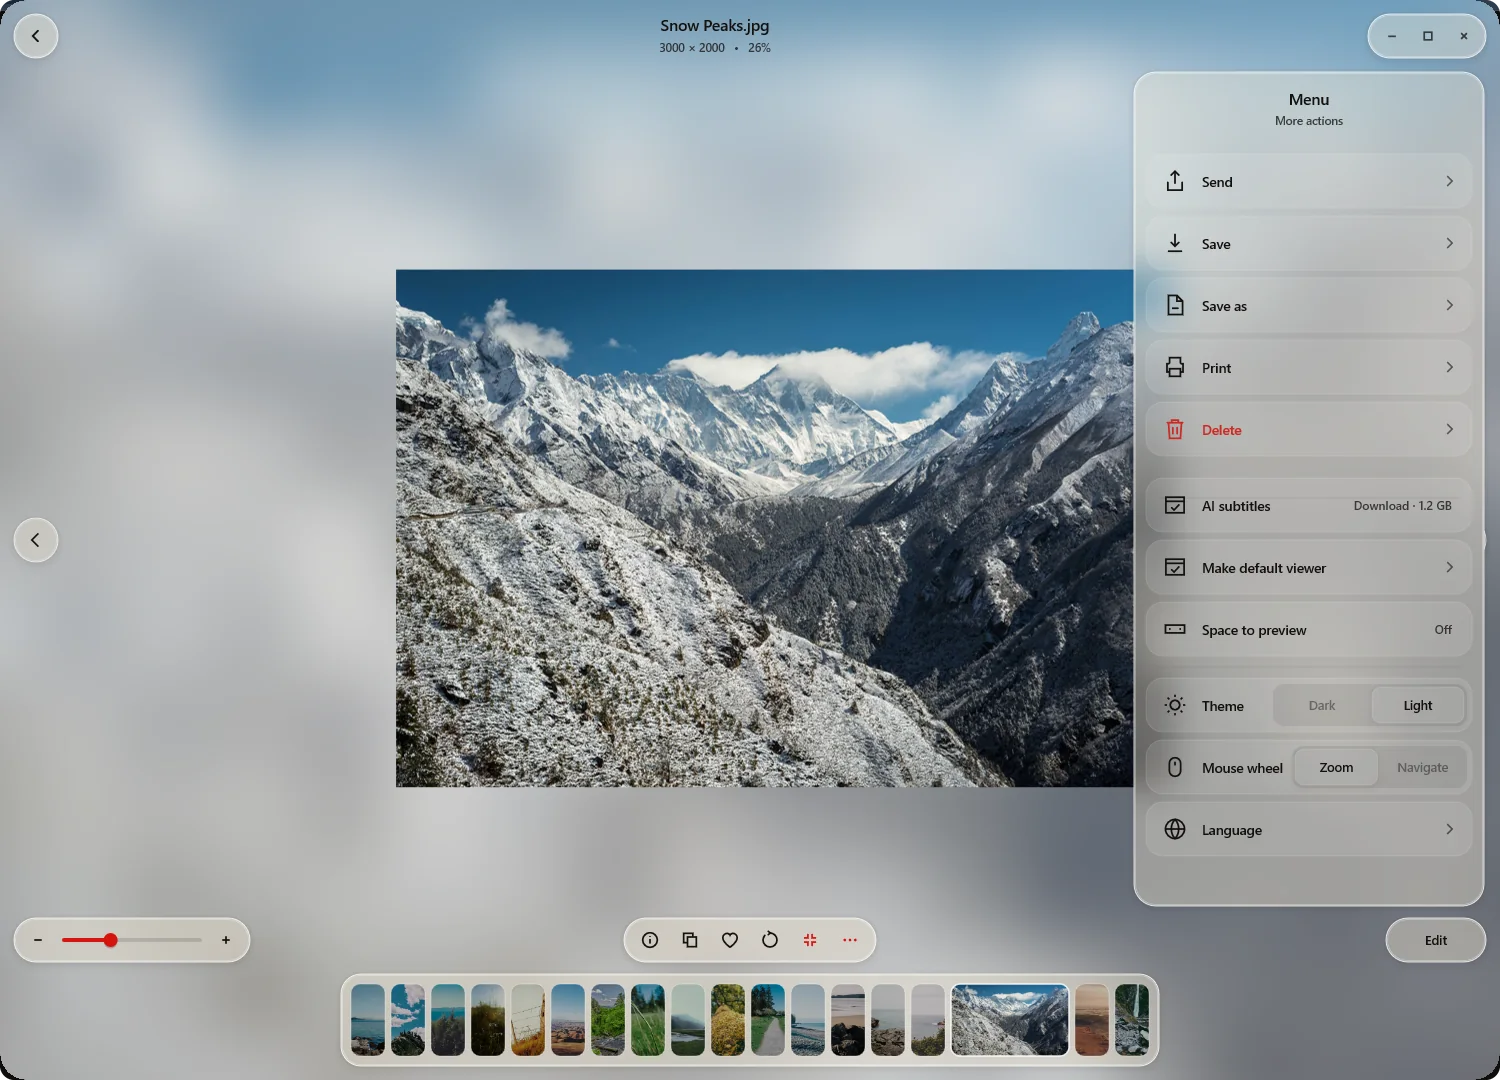 Snow Peaks.jpg
3000 × 2000 • 26%
Menu
More actions
Send
Save
Save as
Print
Delete
AI subtitles Download · 1.2 GB
Make default viewer
Space to preview Off
Theme Dark Light
Mouse wheel Zoom Navigate
Language
Edit